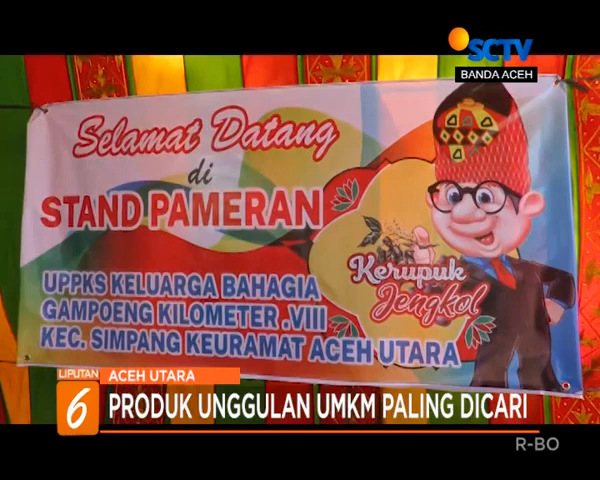 SCTV
BANDA ACEH
Selamat Datang
di
STAND PAMERAN
UPPKS KELUARGA BAHAGIA
GAMPOENG KILOMETER .VIII
KEC. SIMPANG KEURAMAT ACEH UTARA
Kerupuk
Jengkol
LIPUTAN
6
ACEH UTARA
PRODUK UNGGULAN UMKM PALING DICARI
R-BO